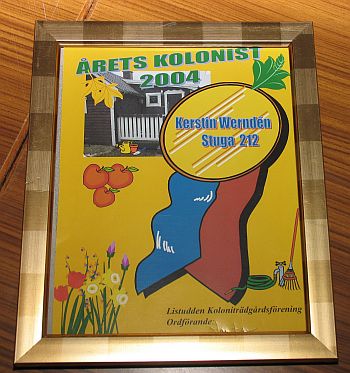 ÅRETS KOLONIST
2004
Kerstin Werndén
Stuga 212
Listudden Koloniträdgårdsförening
Ordförande: